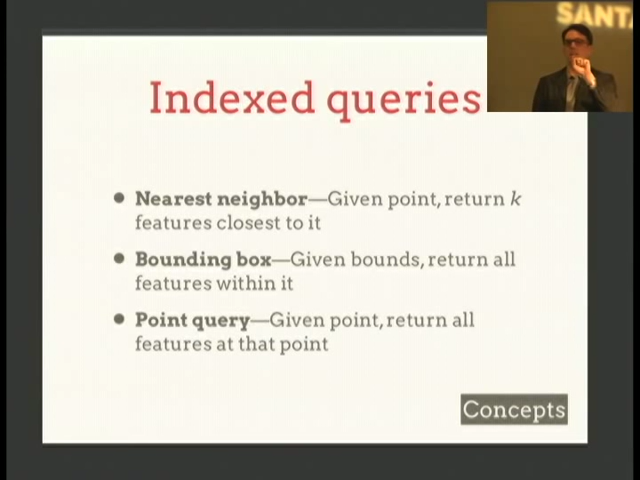 SANTA
Indexed queries
● Nearest neighbor—Given point, return k
features closest to it
● Bounding box—Given bounds, return all
features within it
● Point query—Given point, return all
features at that point
Concepts